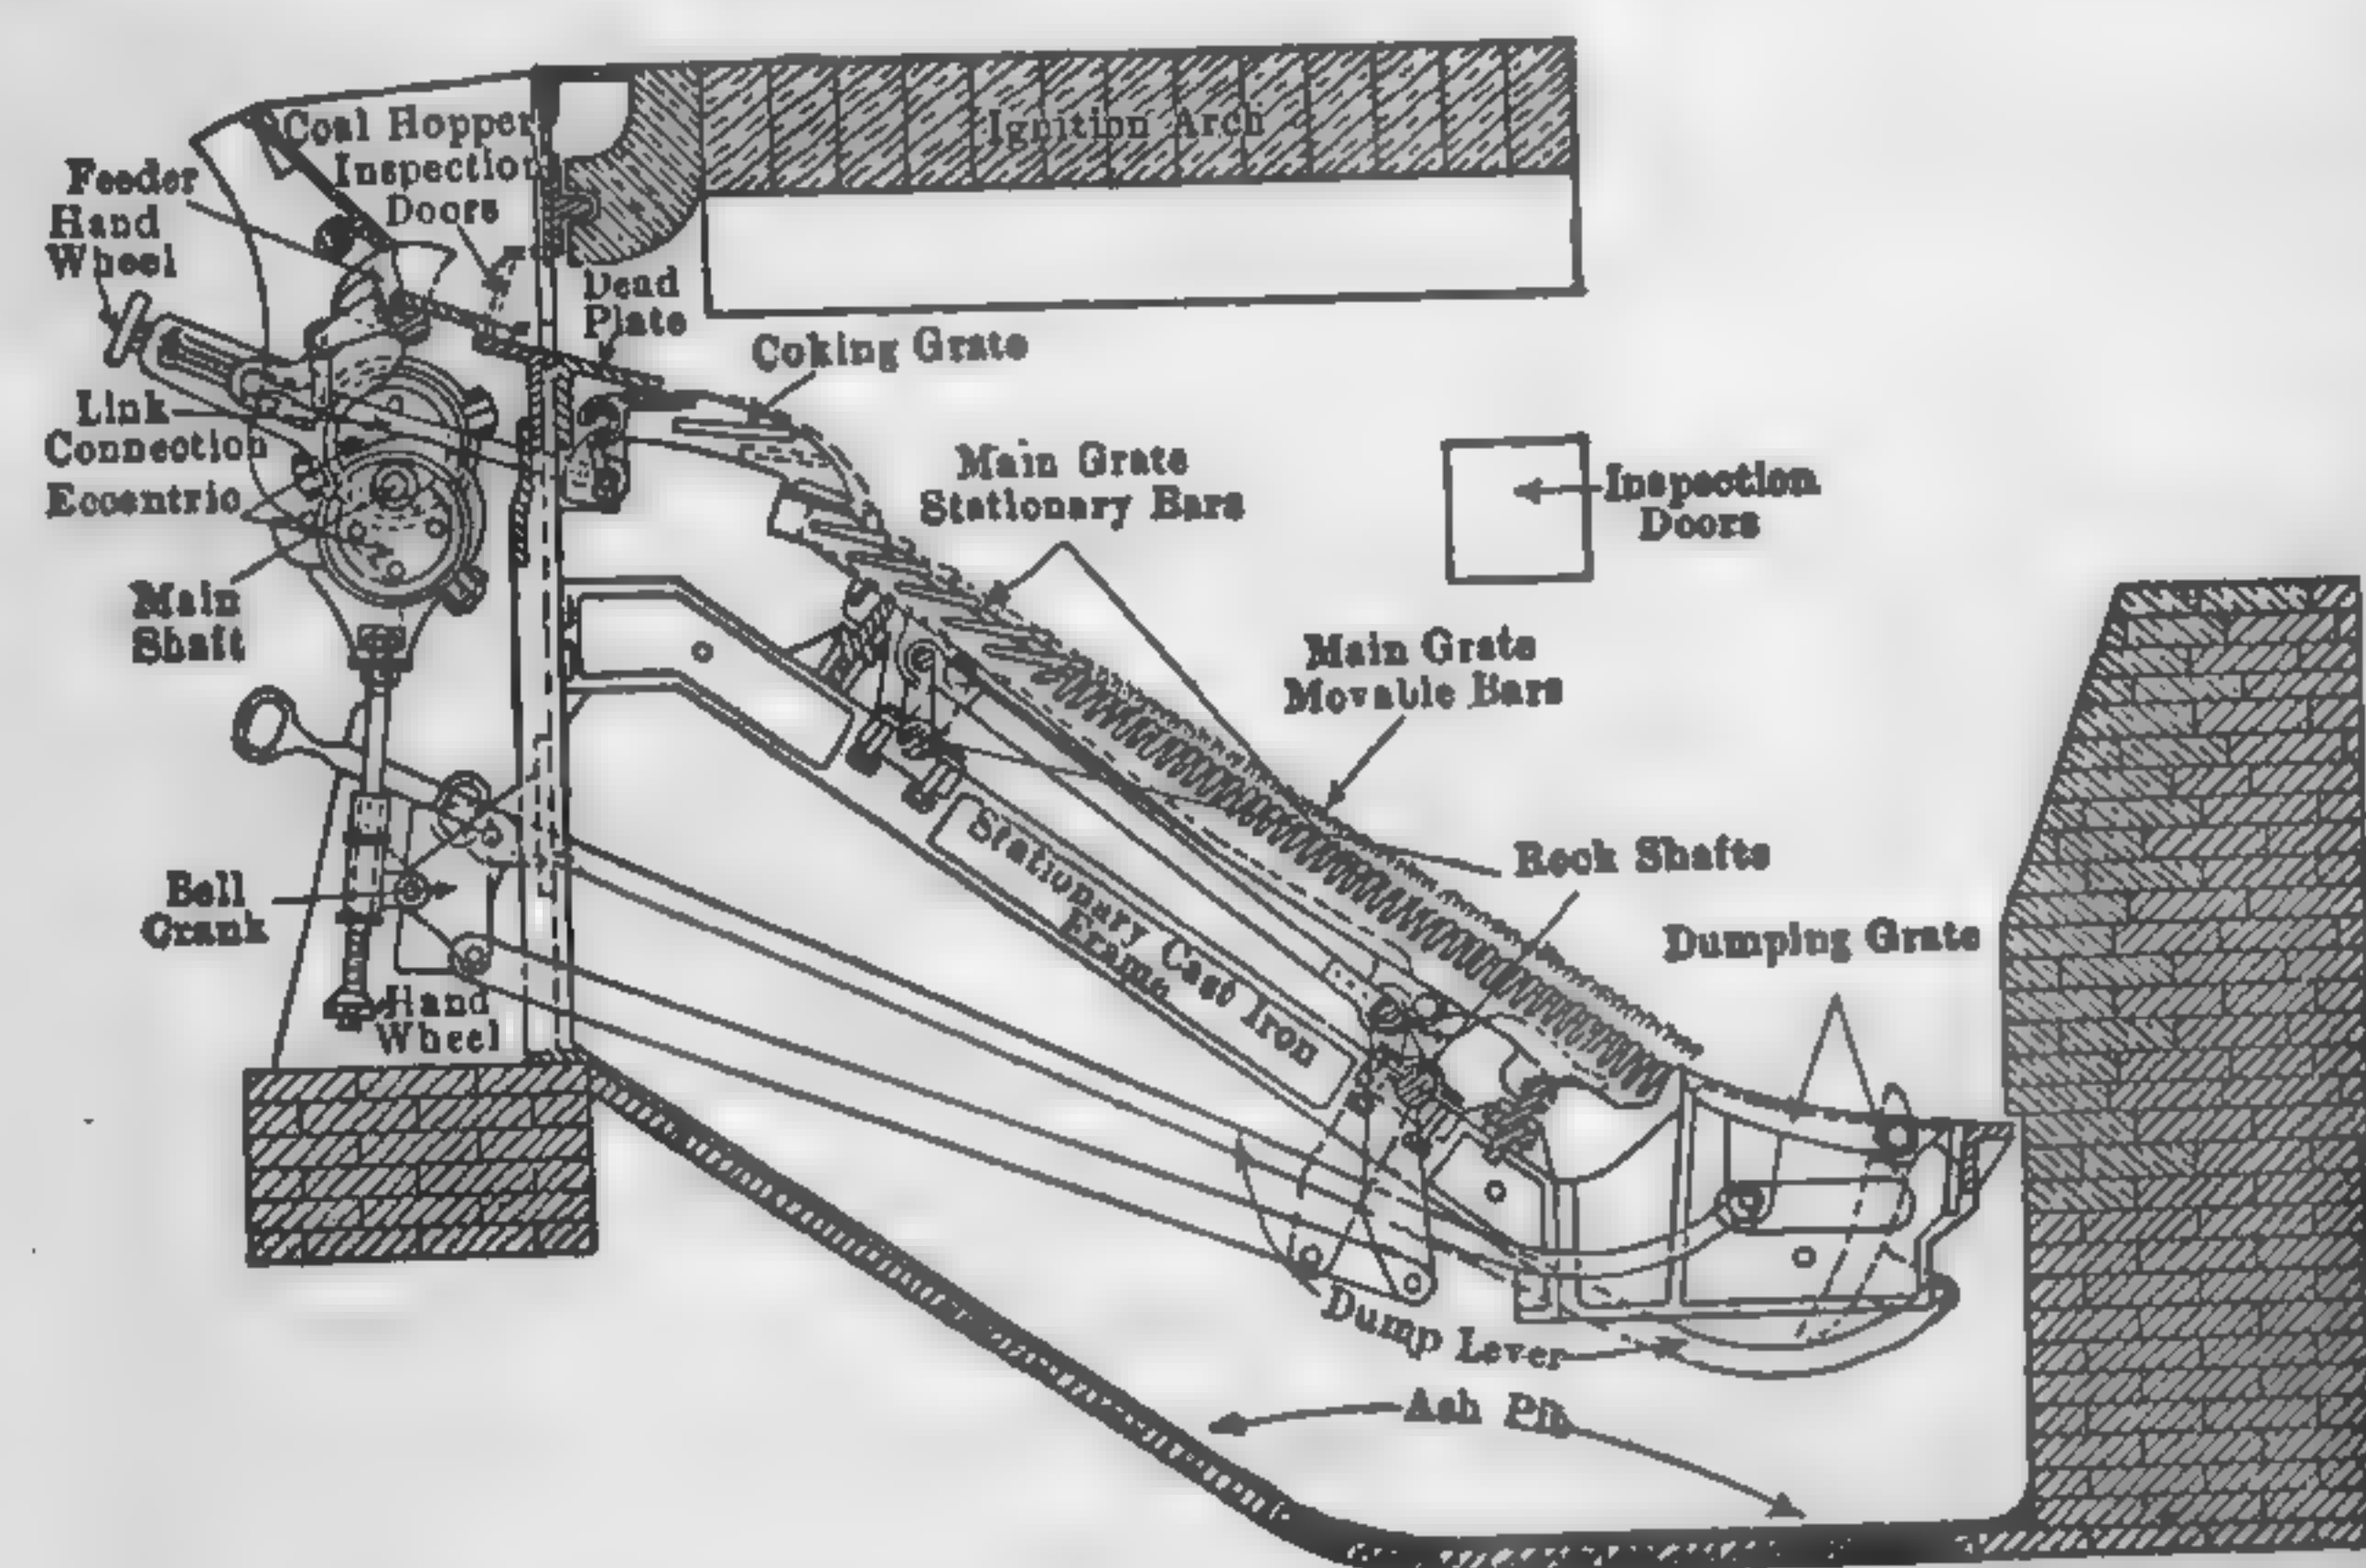 Coal Hopper
Inspection
Doors
Ignition Arch
Feeder
Hand
Wheel
Dead
Plate
Coking Grate
Link
Connection
Eccentric
Main Grate
Stationary Bars
Inspection
Doors
Main
Shaft
Main Grate
Movable Bars
Rock Shafts
Stationary Cast Iron
Frame
Bell
Crank
Dumping Grate
Hand
Wheel
Dump Lever
Ash Pit